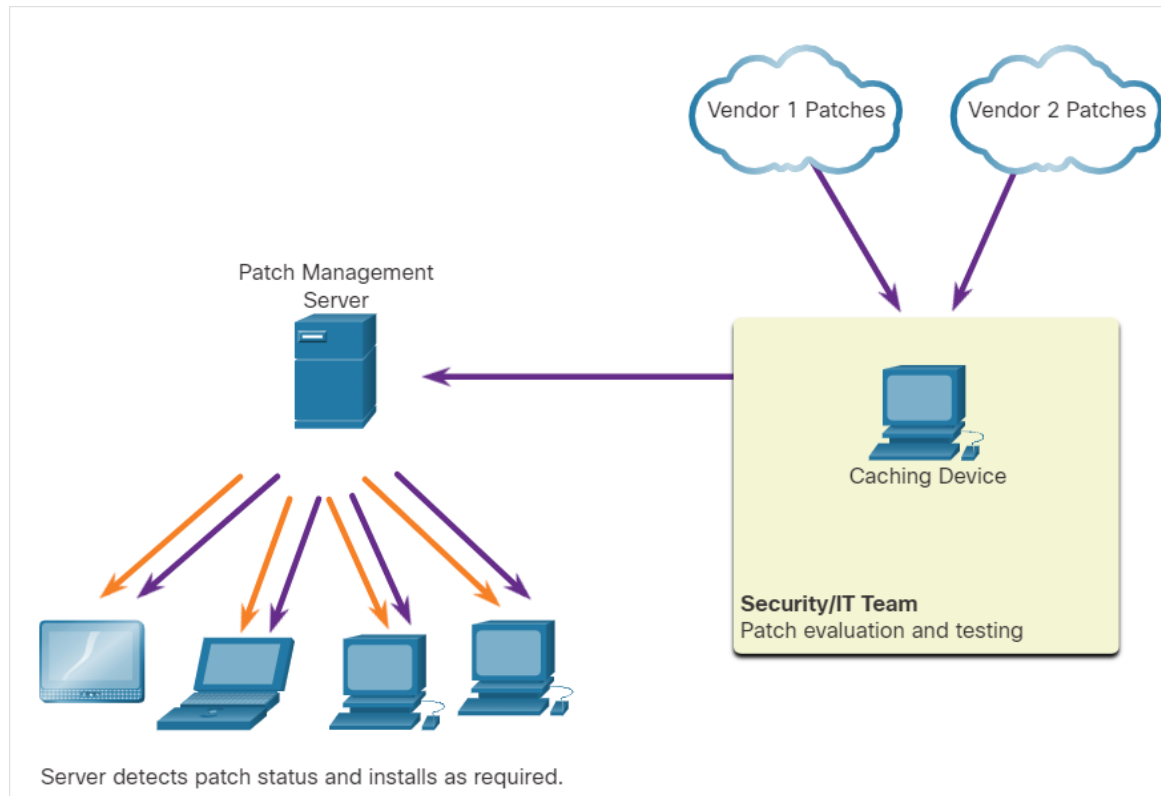 Vendor 1 Patches
Vendor 2 Patches
Patch Management
Server
Caching Device
Security/IT Team
Patch evaluation and testing
Server detects patch status and installs as required.